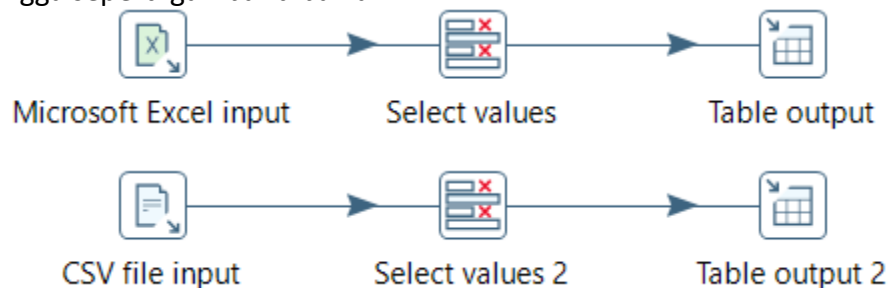 Microsoft Excel input Select values Table output
CSV file input Select values 2 Table output 2